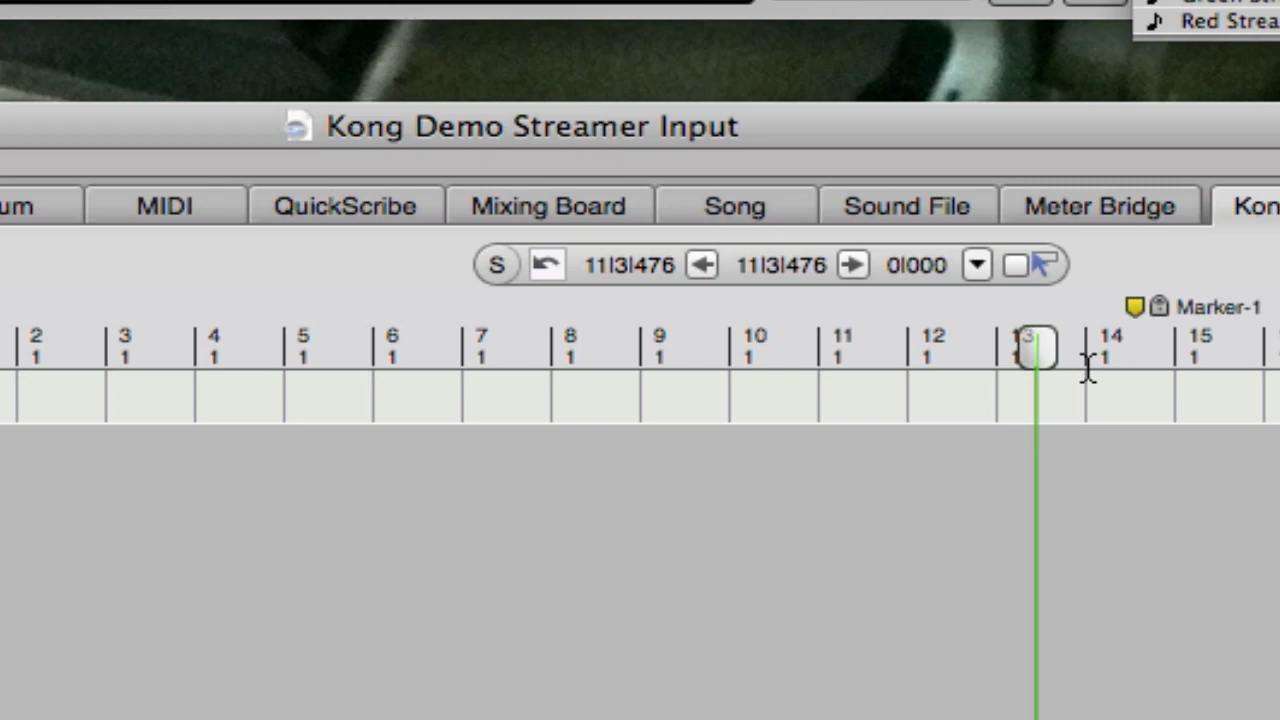 Red Strea
Kong Demo Streamer Input
um MIDI QuickScribe Mixing Board Song Sound File Meter Bridge Kon
S 11|3|476 11|3|476 0|000
Marker-1
2 3 4 5 6 7 8 9 10 11 12 13 14 15
1 1 1 1 1 1 1 1 1 1 1 1 1 1